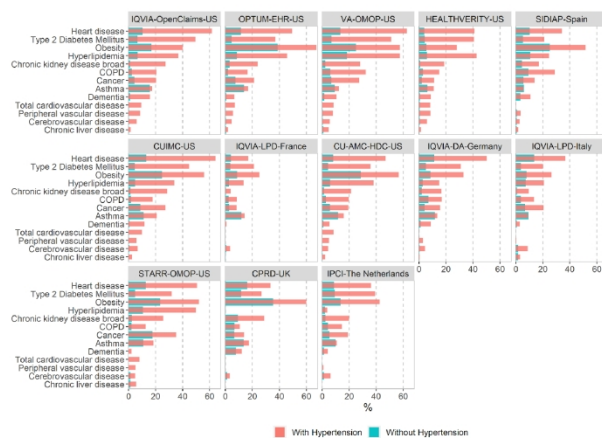 IQVIA-OpenClaims-US OPTUM-EHR-US VA-OMOP-US HEALTHVERITY-US SIDIAP-Spain
Heart disease
Type 2 Diabetes Mellitus
Obesity
Hyperlipidemia
Chronic kidney disease broad
COPD
Cancer
Asthma
Dementia
Total cardiovascular disease
Peripheral vascular disease
Cerebrovascular disease
Chronic liver disease
CUIMC-US IQVIA-LPD-France CU-AMC-HDC-US IQVIA-DA-Germany IQVIA-LPD-Italy
Heart disease
Type 2 Diabetes Mellitus
Obesity
Hyperlipidemia
Chronic kidney disease broad
COPD
Cancer
Asthma
Dementia
Total cardiovascular disease
Peripheral vascular disease
Cerebrovascular disease
Chronic liver disease
0 20 40 60 0 20 40 60
STARR-OMOP-US CPRD-UK IPCI-The Netherlands
Heart disease
Type 2 Diabetes Mellitus
Obesity
Hyperlipidemia
Chronic kidney disease broad
COPD
Cancer
Asthma
Dementia
Total cardiovascular disease
Peripheral vascular disease
Cerebrovascular disease
Chronic liver disease
0 20 40 60 0 20 40 60 0 20 40 60
%
With Hypertension Without Hypertension